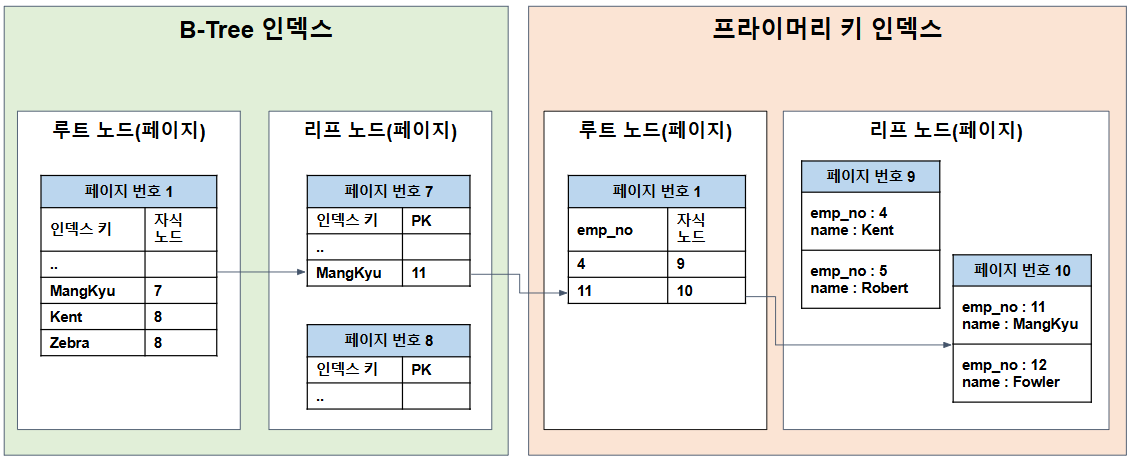 B-Tree 인덱스
루트 노드(페이지)
페이지 번호 1
인덱스 키 자식 노드
..
MangKyu 7
Kent 8
Zebra 8
리프 노드(페이지)
페이지 번호 7
인덱스 키 PK
..
MangKyu 11
페이지 번호 8
인덱스 키 PK
..
프라이머리 키 인덱스
루트 노드(페이지)
페이지 번호 1
emp_no 자식 노드
4 9
11 10
리프 노드(페이지)
페이지 번호 9
emp_no : 4
name : Kent
emp_no : 5
name : Robert
페이지 번호 10
emp_no : 11
name : MangKyu
emp_no : 12
name : Fowler